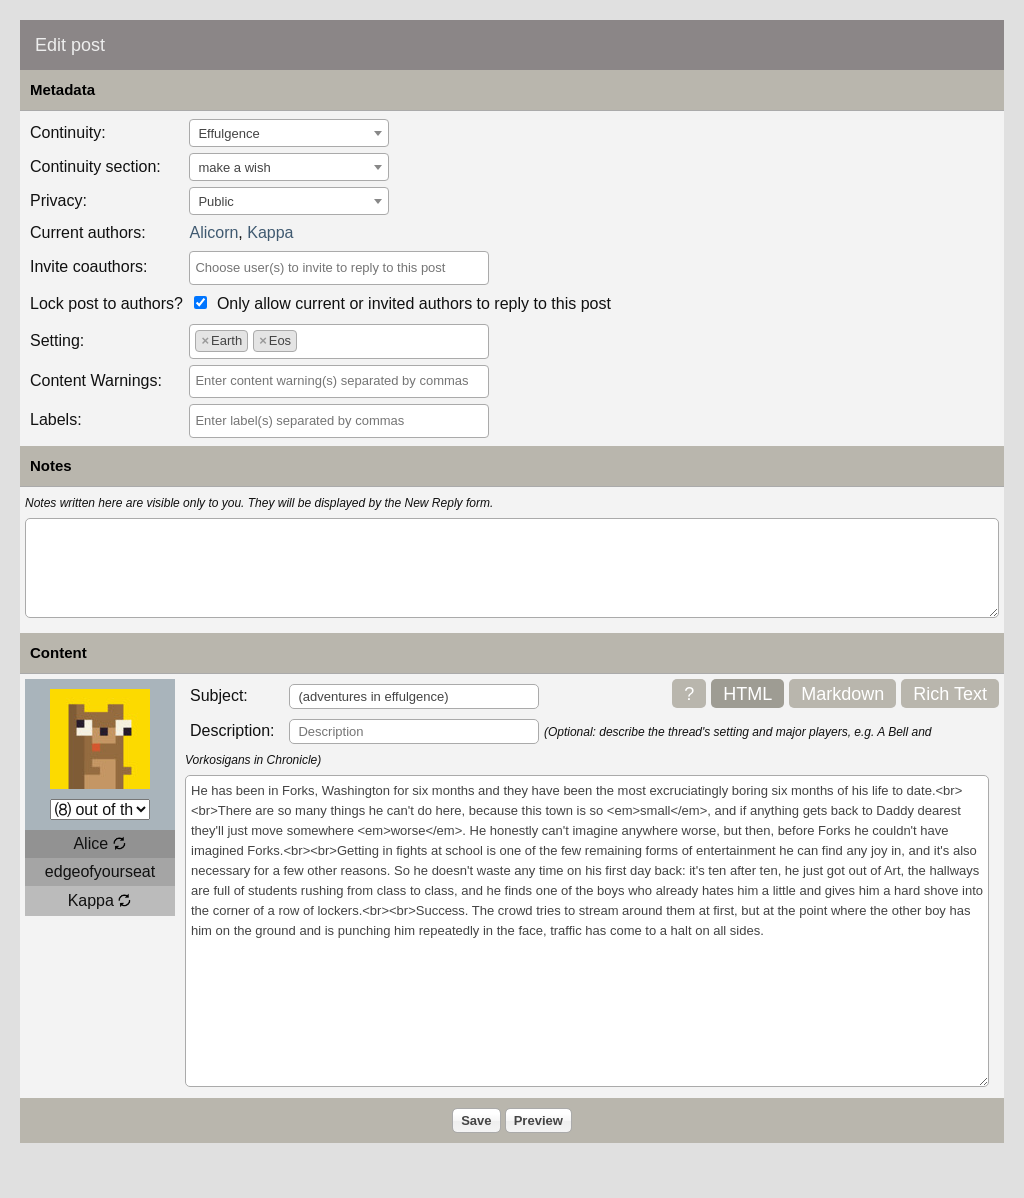 Edit post
Metadata
Continuity: Effulgence
Continuity section: make a wish
Privacy: Public
Current authors: Alicorn, Kappa
Invite coauthors: Choose user(s) to invite to reply to this post
Lock post to authors? Only allow current or invited authors to reply to this post
Setting: ×Earth ×Eos
Content Warnings: Enter content warning(s) separated by commas
Labels: Enter label(s) separated by commas
Notes
Notes written here are visible only to you. They will be displayed by the New Reply form.
Content
(8) out of th
Alice
edgeofyourseat
Kappa
Subject: (adventures in effulgence) ? HTML Markdown Rich Text
Description: Description (Optional: describe the thread's setting and major players, e.g. A Bell and
Vorkosigans in Chronicle)
He has been in Forks, Washington for six months and they have been the most excruciatingly boring six months of his life to date.<br>
<br>There are so many things he can't do here, because this town is so <em>small</em>, and if anything gets back to Daddy dearest
they'll just move somewhere <em>worse</em>. He honestly can't imagine anywhere worse, but then, before Forks he couldn't have
imagined Forks.<br><br>Getting in fights at school is one of the few remaining forms of entertainment he can find any joy in, and it's also
necessary for a few other reasons. So he doesn't waste any time on his first day back: it's ten after ten, he just got out of Art, the hallways
are full of students rushing from class to class, and he finds one of the boys who already hates him a little and gives him a hard shove into
the corner of a row of lockers.<br><br>Success. The crowd tries to stream around them at first, but at the point where the other boy has
him on the ground and is punching him repeatedly in the face, traffic has come to a halt on all sides.
Save Preview